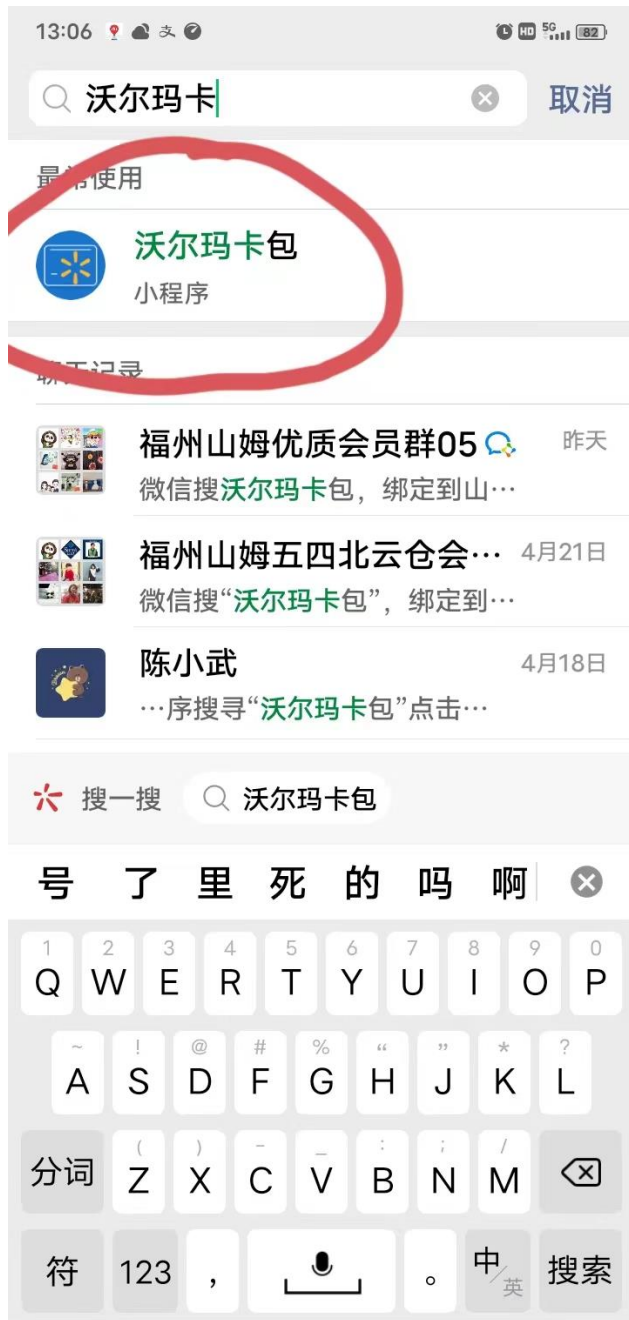 13:06
HD 5G 82
沃尔玛卡
取消
最常使用
沃尔玛卡包
小程序
聊天记录
福州山姆优质会员群05
昨天
微信搜沃尔玛卡包，绑定到山…
福州山姆五四北云仓会…
4月21日
微信搜“沃尔玛卡包”，绑定到…
陈小武
4月18日
…序搜寻“沃尔玛卡包”点击…
搜一搜
沃尔玛卡包
号 了 里 死 的 吗 啊
1 2 3 4 5 6 7 8 9 0
Q W E R T Y U I O P
~ ! @ # % “ ” * ?
A S D F G H J K L
( ) - _ : ; /
分词 Z X C V B N M
符 123 ， 。 中/英 搜索